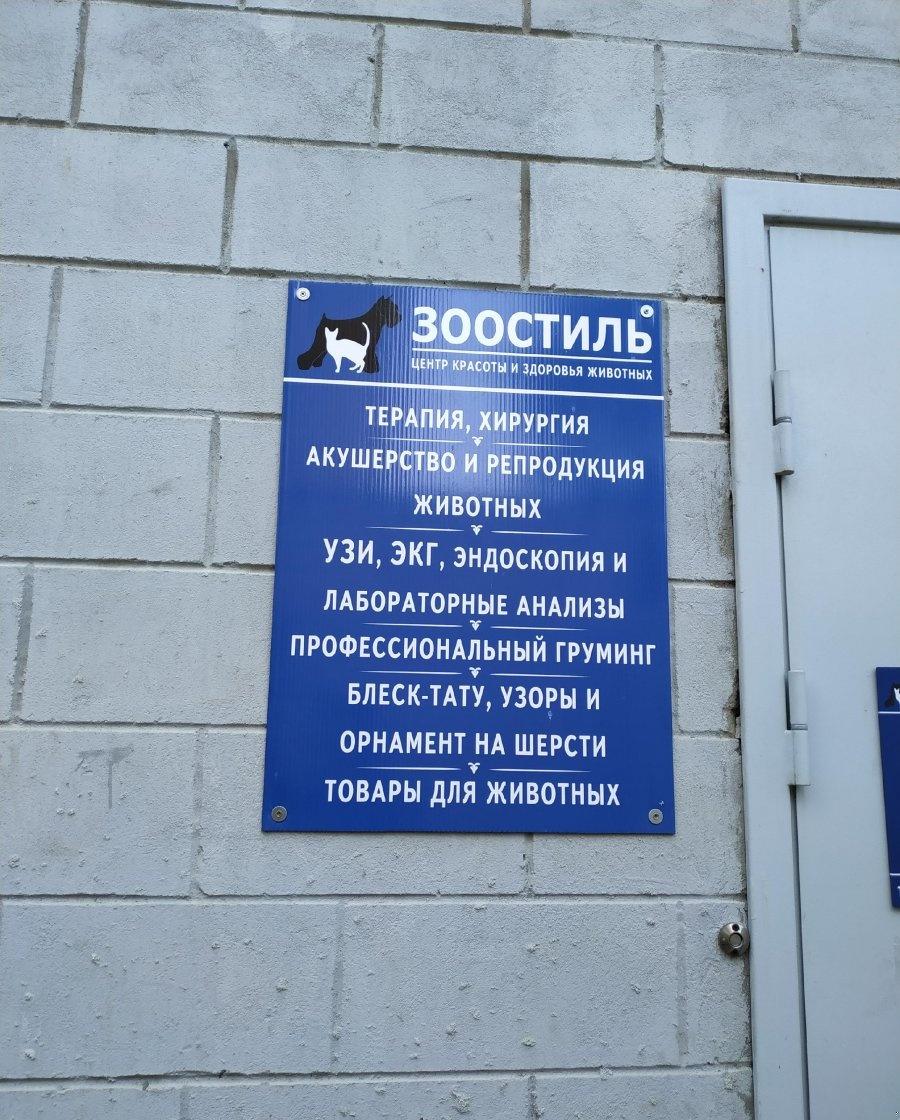 ЗООСТИЛЬ
ЦЕНТР КРАСОТЫ И ЗДОРОВЬЯ ЖИВОТНЫХ
ТЕРАПИЯ, ХИРУРГИЯ
АКУШЕРСТВО И РЕПРОДУКЦИЯ
ЖИВОТНЫХ
УЗИ, ЭКГ, ЭНДОСКОПИЯ И
ЛАБОРАТОРНЫЕ АНАЛИЗЫ
ПРОФЕССИОНАЛЬНЫЙ ГРУМИНГ
БЛЕСК-ТАТУ, УЗОРЫ И
ОРНАМЕНТ НА ШЕРСТИ
ТОВАРЫ ДЛЯ ЖИВОТНЫХ